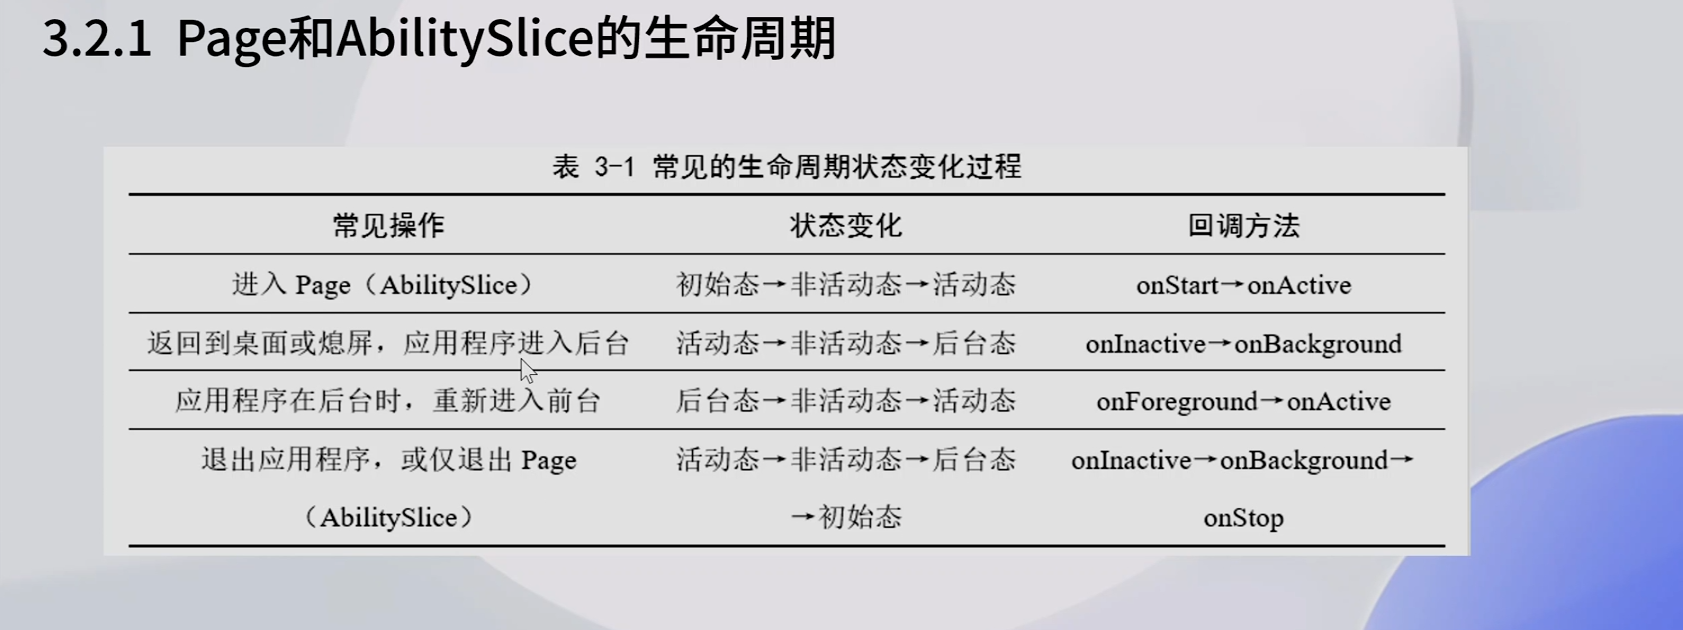 3.2.1 Page和AbilitySlice的生命周期
表 3-1 常见的生命周期状态变化过程
常见操作 状态变化 回调方法
进入 Page（AbilitySlice） 初始态→非活动态→活动态 onStart→onActive
返回到桌面或熄屏，应用程序进入后台 活动态→非活动态→后台态 onInactive→onBackground
应用程序在后台时，重新进入前台 后台态→非活动态→活动态 onForeground→onActive
退出应用程序，或仅退出 Page 活动态→非活动态→后台态 onInactive→onBackground→
（AbilitySlice） →初始态 onStop